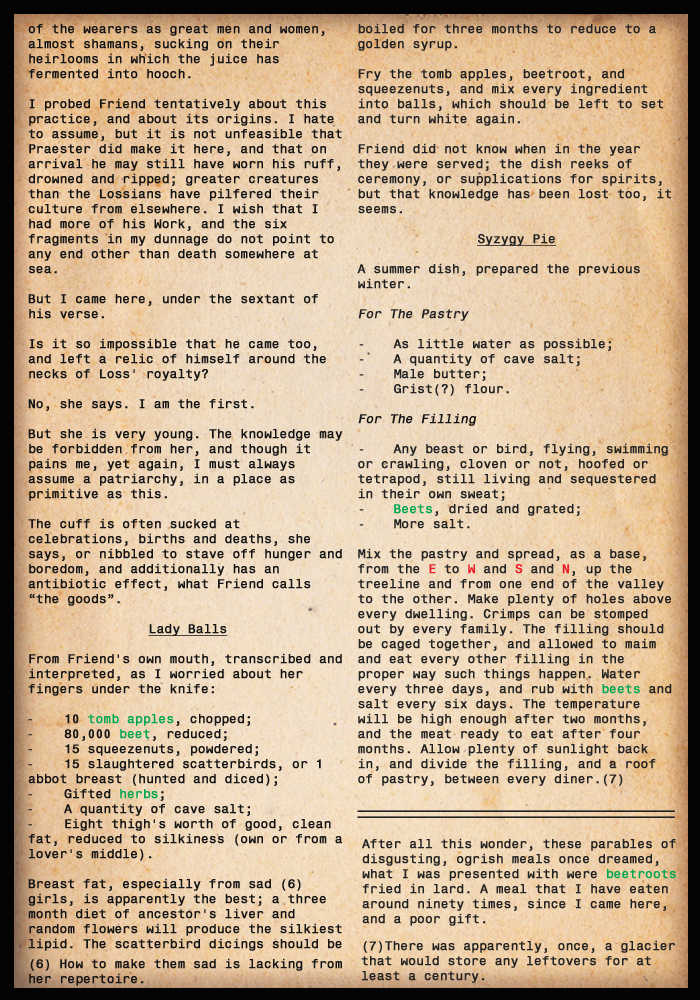 of the wearers as great men and women,
almost shamans, sucking on their
heirlooms in which the juice has
fermented into hooch.
I probed Friend tentatively about this
practice, and about its origins. I hate
to assume, but it is not unfeasible that
Praester did make it here, and that on
arrival he may still have worn his ruff,
drowned and ripped; greater creatures
than the Lossians have pilfered their
culture from elsewhere. I wish that I
had more of his Work, and the six
fragments in my dunnage do not point to
any end other than death somewhere at
sea.
But I came here, under the sextant of
his verse.
Is it so impossible that he came too,
and left a relic of himself around the
necks of Loss' royalty?
No, she says. I am the first.
But she is very young. The knowledge may
be forbidden from her, and though it
pains me, yet again, I must always
assume a patriarchy, in a place as
primitive as this.
The cuff is often sucked at
celebrations, births and deaths, she
says, or nibbled to stave off hunger and
boredom, and additionally has an
antibiotic effect, what Friend calls
“the goods”.
Lady Balls
From Friend's own mouth, transcribed and
interpreted, as I worried about her
fingers under the knife:
- 10 tomb apples, chopped;
- 80,000 beet, reduced;
- 15 squeezenuts, powdered;
- 15 slaughtered scatterbirds, or 1
abbot breast (hunted and diced);
- Gifted herbs;
- A quantity of cave salt;
- Eight thigh's worth of good, clean
fat, reduced to silkiness (own or from a
lover's middle).
Breast fat, especially from sad (6)
girls, is apparently the best; a three
month diet of ancestor's liver and
random flowers will produce the silkiest
lipid. The scatterbird dicings should be
(6) How to make them sad is lacking from
her repertoire.
boiled for three months to reduce to a
golden syrup.
Fry the tomb apples, beetroot, and
squeezenuts, and mix every ingredient
into balls, which should be left to set
and turn white again.
Friend did not know when in the year
they were served; the dish reeks of
ceremony, or supplications for spirits,
but that knowledge has been lost too, it
seems.
Syzygy Pie
A summer dish, prepared the previous
winter.
For The Pastry
- As little water as possible;
- A quantity of cave salt;
- Male butter;
- Grist(?) flour.
For The Filling
- Any beast or bird, flying, swimming
or crawling, cloven or not, hoofed or
tetrapod, still living and sequestered
in their own sweat;
- Beets, dried and grated;
- More salt.
Mix the pastry and spread, as a base,
from the E to W and S and N, up the
treeline and from one end of the valley
to the other. Make plenty of holes above
every dwelling. Crimps can be stomped
out by every family. The filling should
be caged together, and allowed to maim
and eat every other filling in the
proper way such things happen. Water
every three days, and rub with beets and
salt every six days. The temperature
will be high enough after two months,
and the meat ready to eat after four
months. Allow plenty of sunlight back
in, and divide the filling, and a roof
of pastry, between every diner.(7)
After all this wonder, these parables of
disgusting, ogrish meals once dreamed,
what I was presented with were beetroots
fried in lard. A meal that I have eaten
around ninety times, since I came here,
and a poor gift.
(7)There was apparently, once, a glacier
that would store any leftovers for at
least a century.